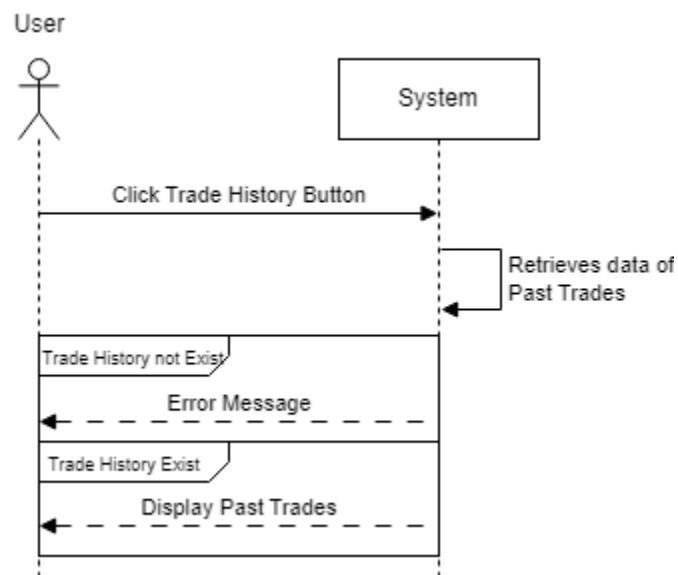 User
System
Click Trade History Button
Retrieves data of
Past Trades
Trade History not Exist
Error Message
Trade History Exist
Display Past Trades